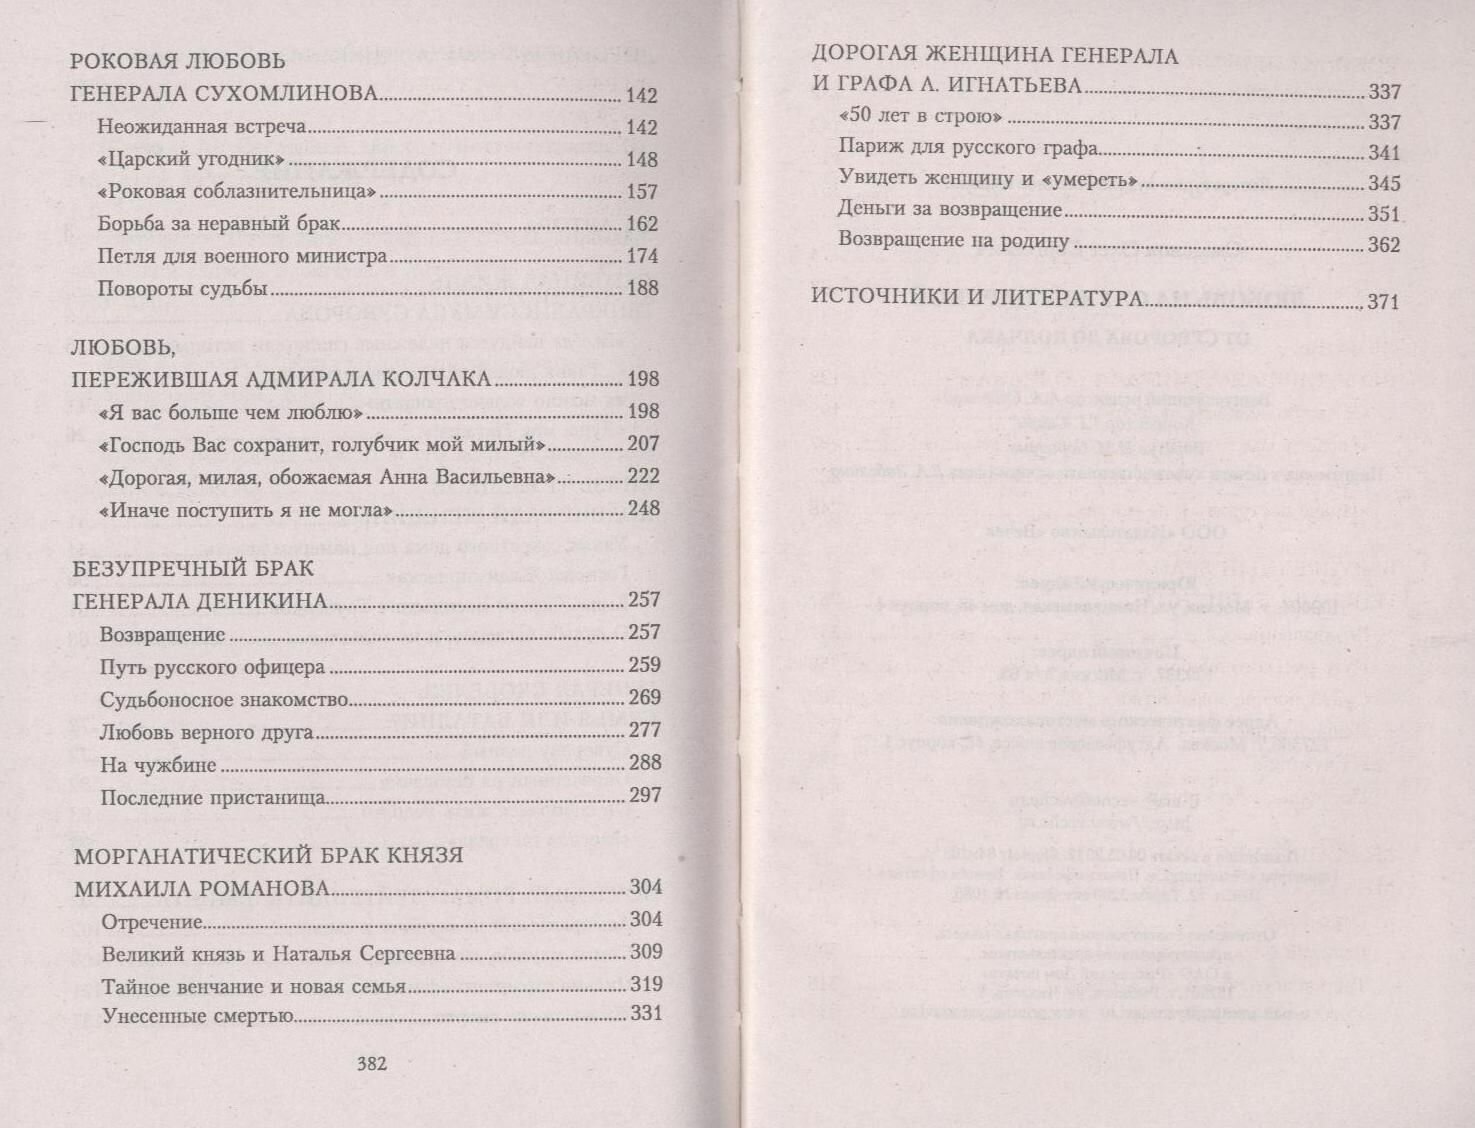 РОКОВАЯ ЛЮБОВЬ
ГЕНЕРАЛА СУХОМЛИНОВА 142
Неожиданная встреча 142
«Царский угодник» 148
«Роковая соблазнительница» 157
Борьба за неравный брак 162
Петля для военного министра 174
Повороты судьбы 188
ЛЮБОВЬ,
ПЕРЕЖИВШАЯ АДМИРАЛА КОЛЧАКА 198
«Я вас больше чем люблю» 198
«Господь Вас сохранит, голубчик мой милый» 207
«Дорогая, милая, обожаемая Анна Васильевна» 222
«Иначе поступить я не могла» 248
БЕЗУПРЕЧНЫЙ БРАК
ГЕНЕРАЛА ДЕНИКИНА 257
Возвращение 257
Путь русского офицера 259
Судьбоносное знакомство 269
Любовь верного друга 277
На чужбине 288
Последние пристанища 297
МОРГАНАТИЧЕСКИЙ БРАК КНЯЗЯ
МИХАИЛА РОМАНОВА 304
Отречение 304
Великий князь и Наталья Сергеевна 309
Тайное венчание и новая семья 319
Унесенные смертью 331
382
ДОРОГАЯ ЖЕНЩИНА ГЕНЕРАЛА
И ГРАФА А. ИГНАТЬЕВА 337
«50 лет в строю» 337
Париж для русского графа 341
Увидеть женщину и «умереть» 345
Деньги за возвращение 351
Возвращение на родину 362
ИСТОЧНИКИ И ЛИТЕРАТУРА 371